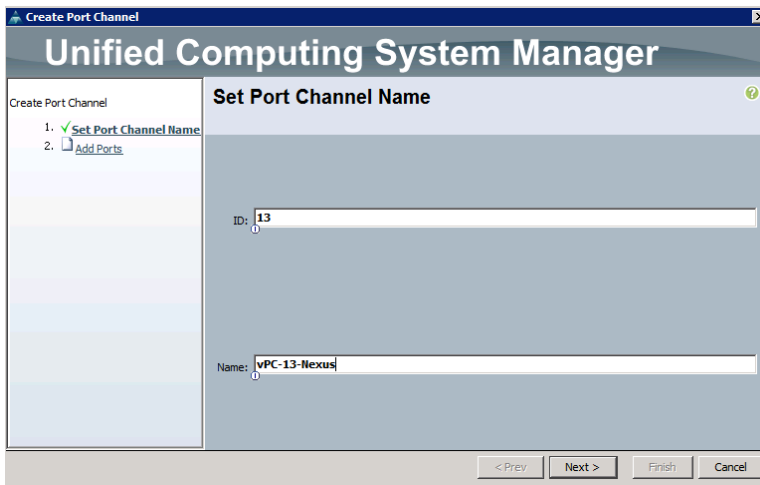 Create Port Channel
Unified Computing System Manager
Create Port Channel
1. Set Port Channel Name
2. Add Ports
Set Port Channel Name
ID: 13
Name: vPC-13-Nexus
< Prev Next > Finish Cancel